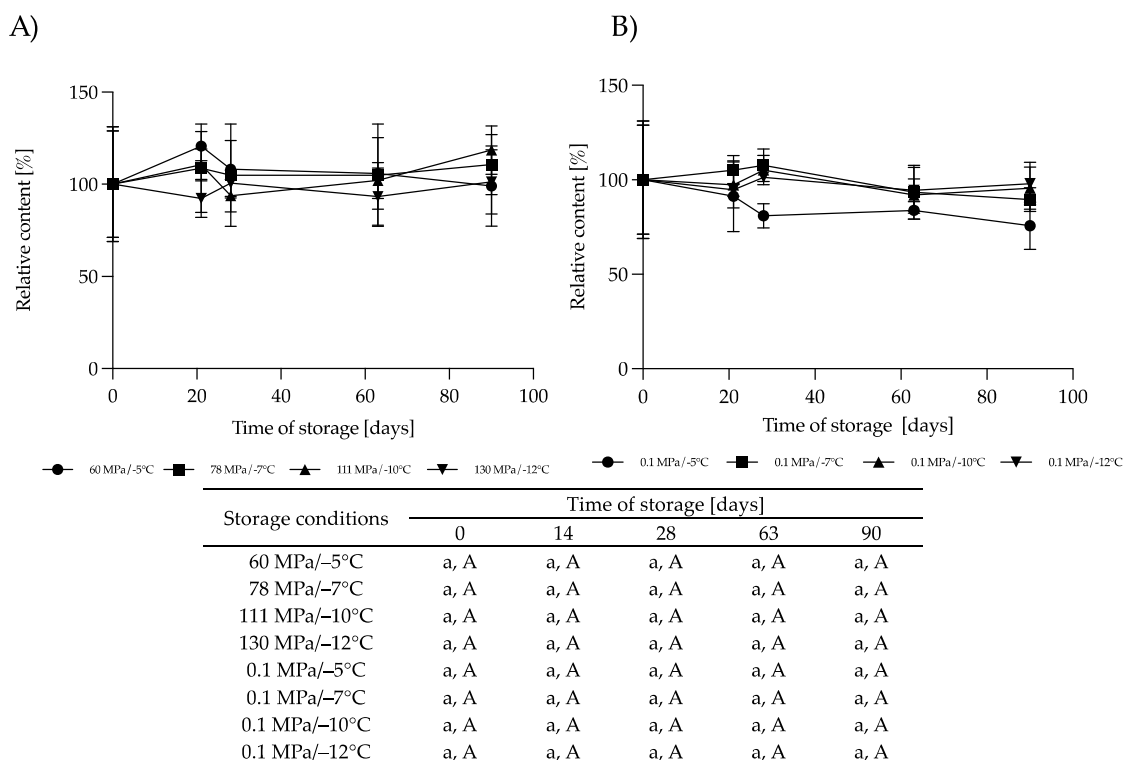 A)
B)
150
100
50
0
Relative content [%]
0 20 40 60 80 100
Time of storage [days]
60 MPa/-5°C 78 MPa/-7°C 111 MPa/-10°C 130 MPa/-12°C
150
100
50
0
Relative content [%]
0 20 40 60 80 100
Time of storage [days]
0.1 MPa/-5°C 0.1 MPa/-7°C 0.1 MPa/-10°C 0.1 MPa/-12°C
Storage conditions
Time of storage [days]
0 14 28 63 90
60 MPa/–5°C a, A a, A a, A a, A a, A
78 MPa/–7°C a, A a, A a, A a, A a, A
111 MPa/–10°C a, A a, A a, A a, A a, A
130 MPa/–12°C a, A a, A a, A a, A a, A
0.1 MPa/–5°C a, A a, A a, A a, A a, A
0.1 MPa/–7°C a, A a, A a, A a, A a, A
0.1 MPa/–10°C a, A a, A a, A a, A a, A
0.1 MPa/–12°C a, A a, A a, A a, A a, A